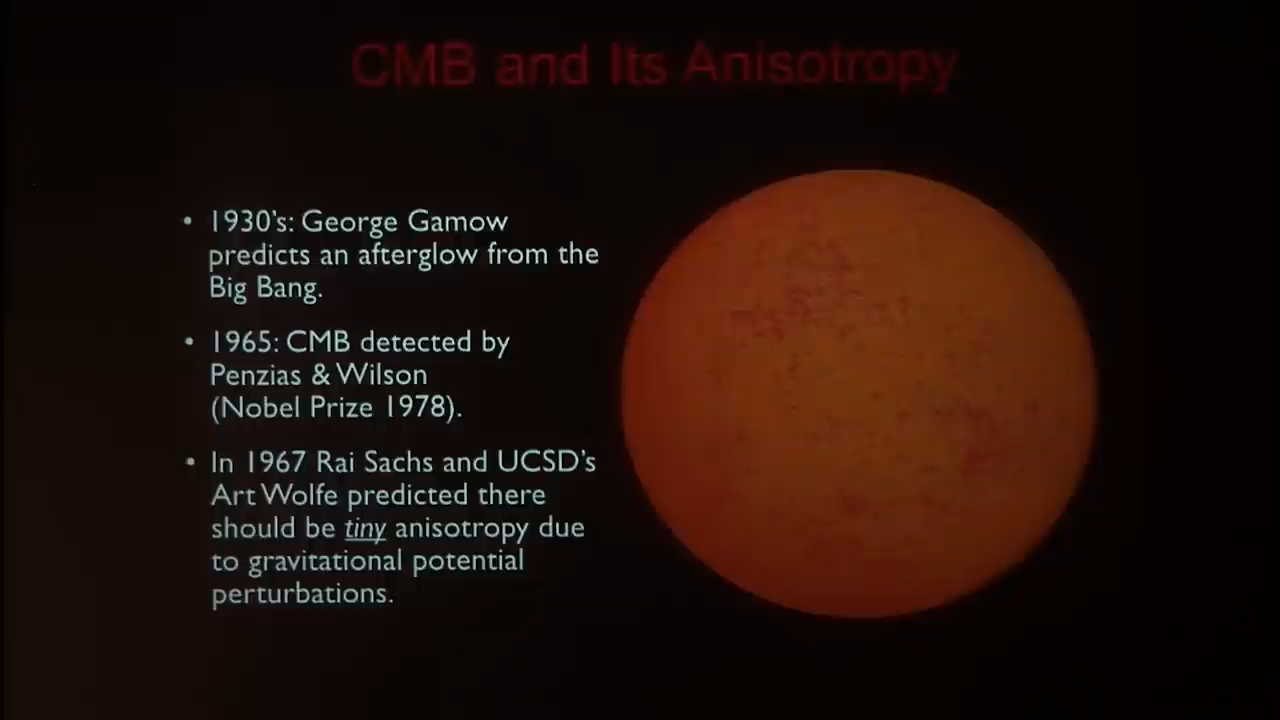 CMB and Its Anisotropy
• 1930's: George Gamow
predicts an afterglow from the
Big Bang.
• 1965: CMB detected by
Penzias & Wilson
(Nobel Prize 1978).
• In 1967 Rai Sachs and UCSD's
Art Wolfe predicted there
should be tiny anisotropy due
to gravitational potential
perturbations.